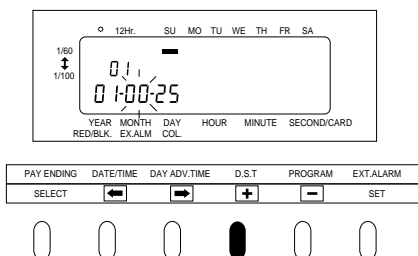 12Hr. SU MO TU WE TH FR SA
1/60
1/100
01
01-00-25
YEAR MONTH DAY HOUR MINUTE SECOND/CARD
RED/BLK. EX.ALM COL.
PAY ENDING DATE/TIME DAY ADV.TIME D.S.T PROGRAM EXT.ALARM
SELECT ← → + − SET